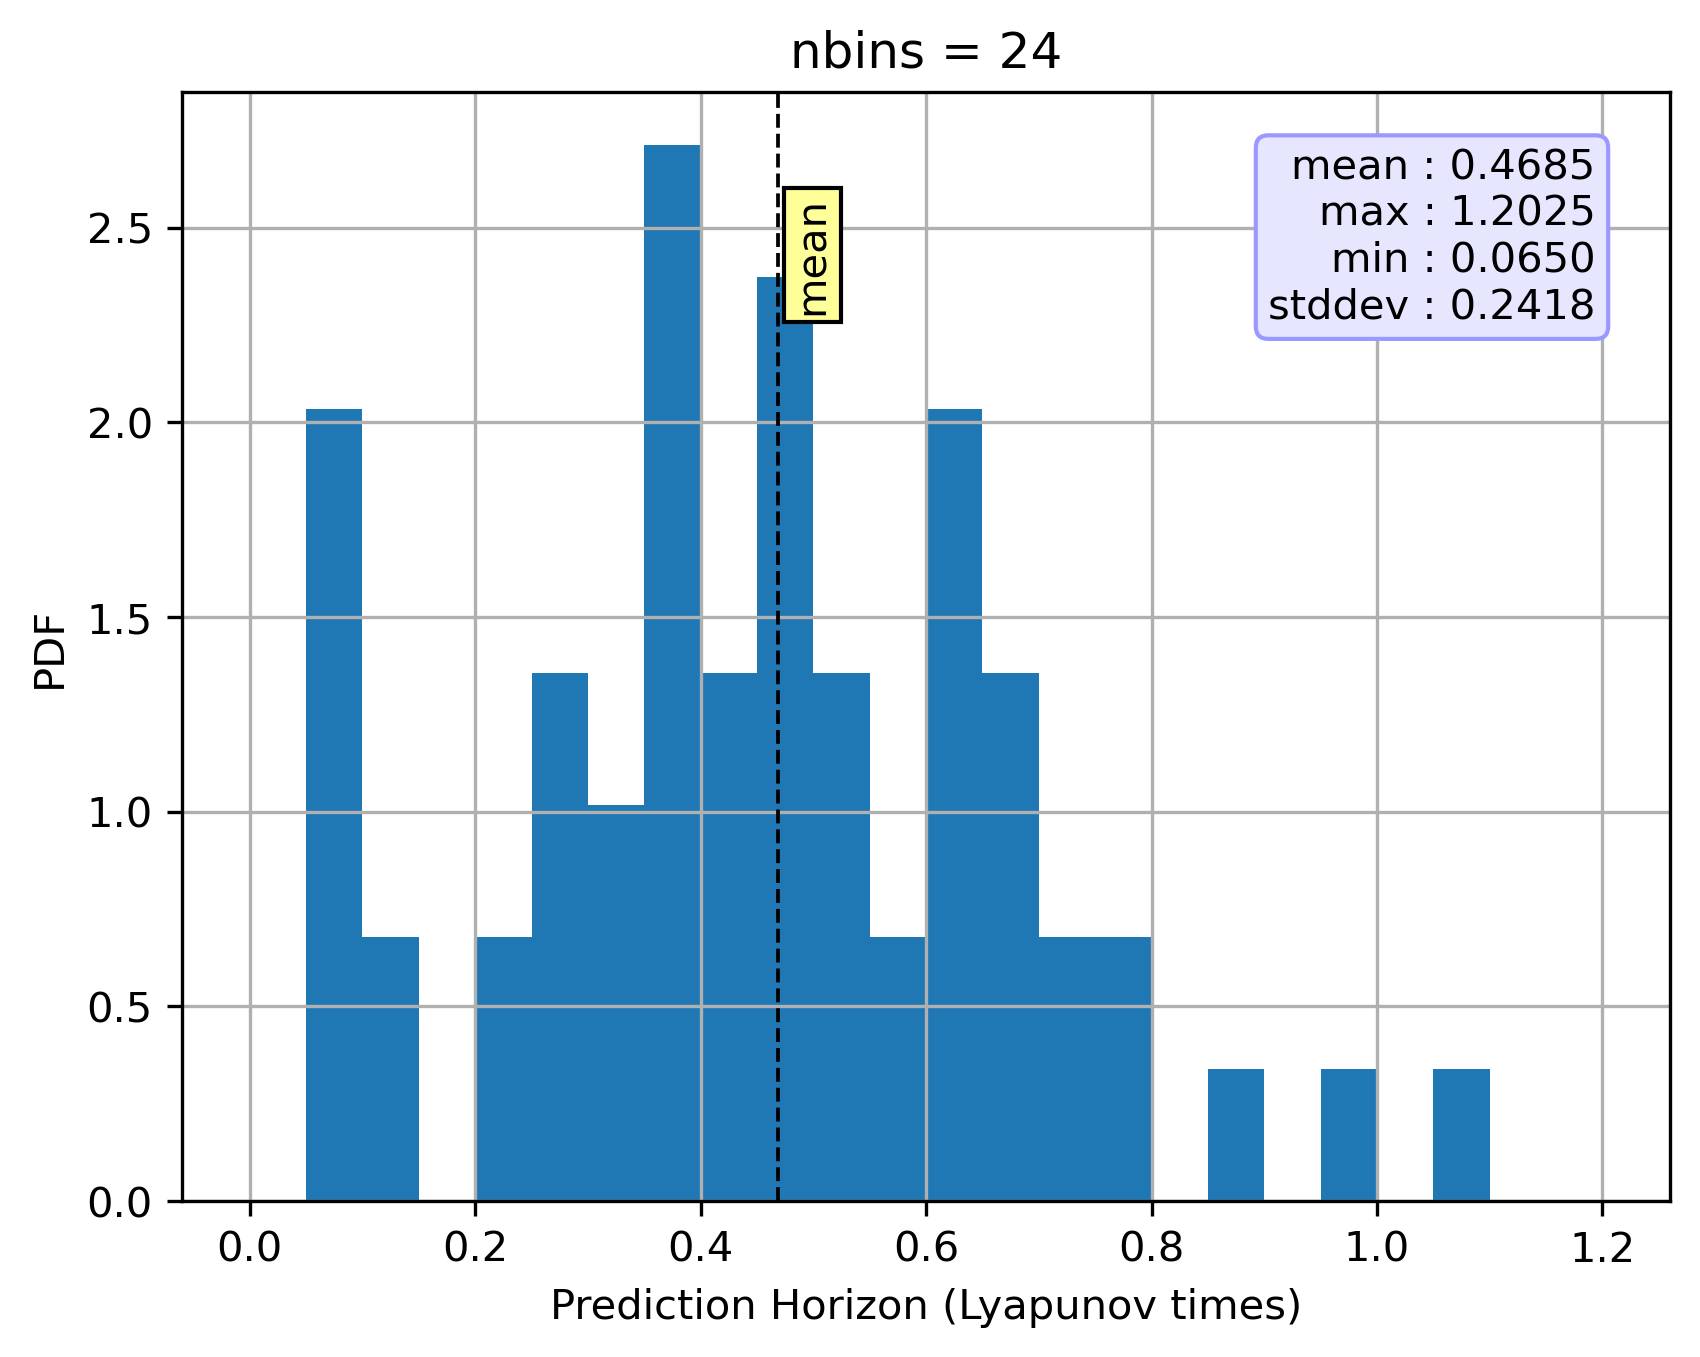 nbins = 24
mean : 0.4685
max : 1.2025
min : 0.0650
stddev : 0.2418
mean
PDF
2.5
2.0
1.5
1.0
0.5
0.0
0.0 0.2 0.4 0.6 0.8 1.0 1.2
Prediction Horizon (Lyapunov times)